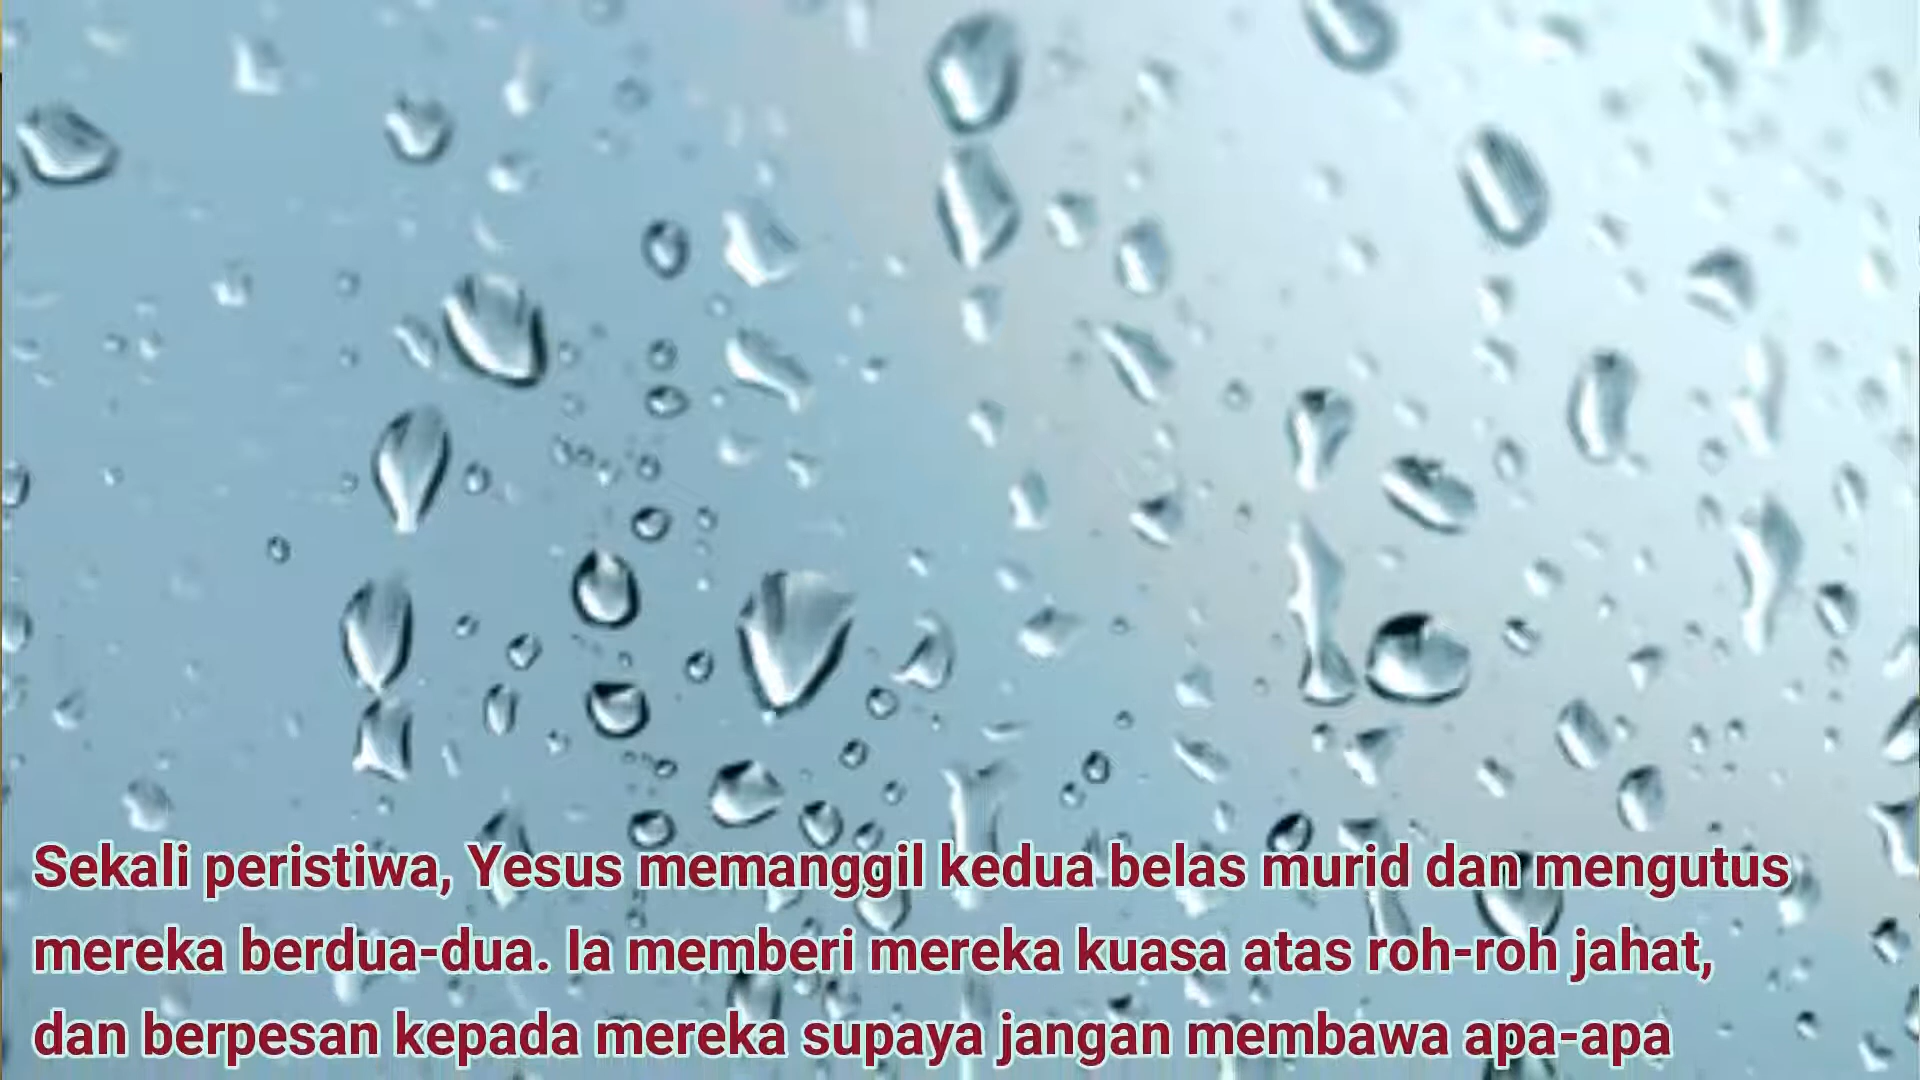 Sekali peristiwa, Yesus memanggil kedua belas murid dan mengutus
mereka berdua-dua. Ia memberi mereka kuasa atas roh-roh jahat,
dan berpesan kepada mereka supaya jangan membawa apa-apa